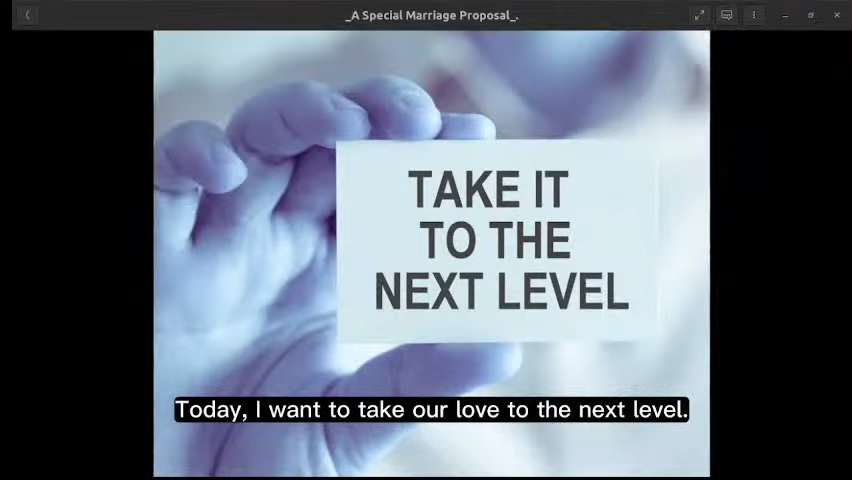 _A Special Marriage Proposal_.
TAKE IT
TO THE
NEXT LEVEL
Today, I want to take our love to the next level.